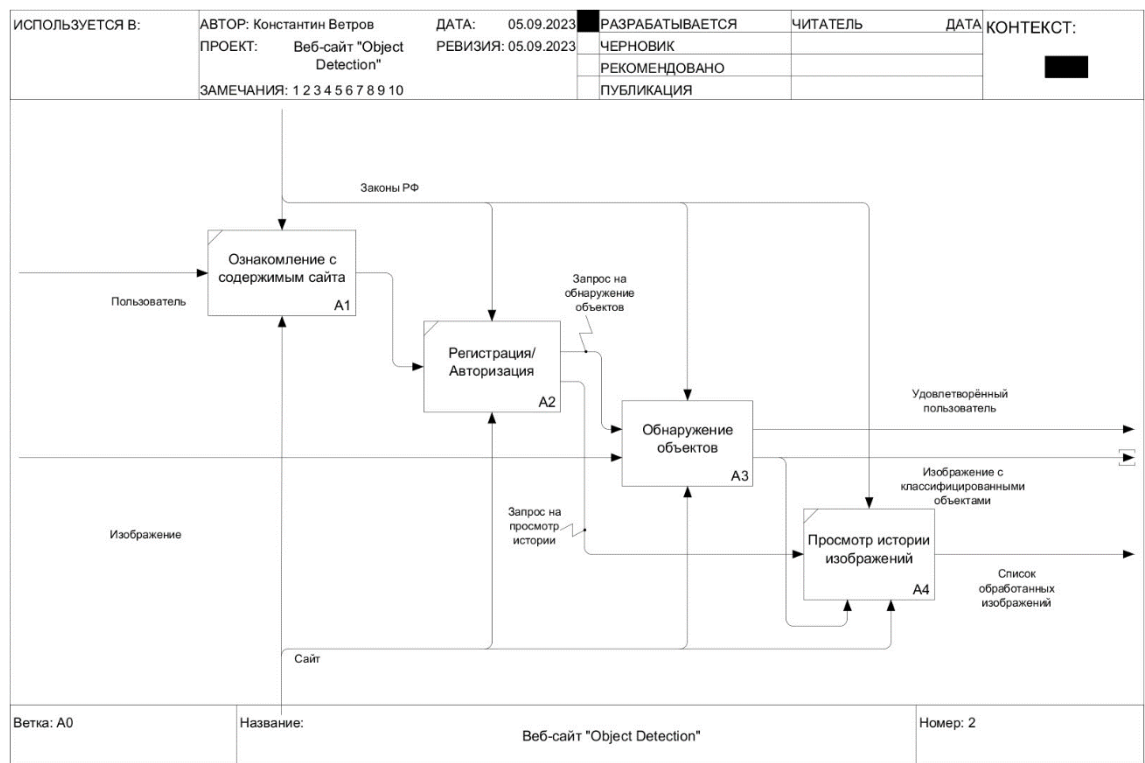 ИСПОЛЬЗУЕТСЯ В:
АВТОР: Константин Ветров
ДАТА: 05.09.2023
РАЗРАБАТЫВАЕТСЯ
ЧИТАТЕЛЬ
ДАТА
КОНТЕКСТ:
ПРОЕКТ: Веб-сайт "Object
Detection"
РЕВИЗИЯ: 05.09.2023
ЧЕРНОВИК
РЕКОМЕНДОВАНО
ЗАМЕЧАНИЯ: 1 2 3 4 5 6 7 8 9 10
ПУБЛИКАЦИЯ
Законы РФ
Ознакомление с
содержимым сайта
A1
Пользователь
Запрос на
обнаружение
объектов
Регистрация/
Авторизация
A2
Удовлетворённый
пользователь
Обнаружение
объектов
A3
Изображение с
классифицированными
объектами
Изображение
Запрос на
просмотр
истории
Просмотр истории
изображений
A4
Список
обработанных
изображений
Сайт
Ветка: A0
Название:
Веб-сайт "Object Detection"
Номер: 2